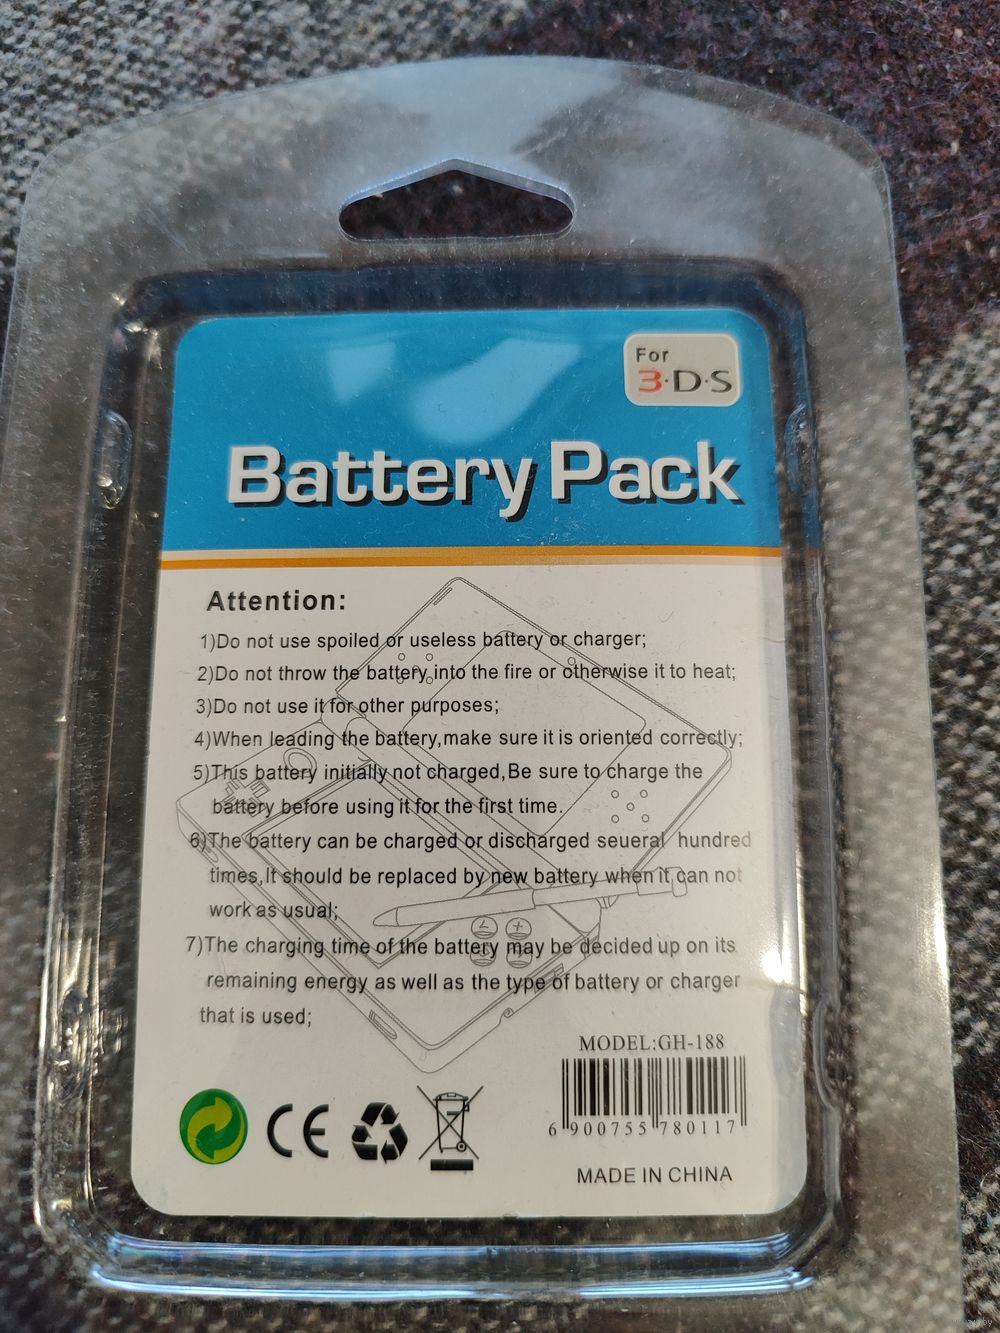 For
3·D·S
Battery Pack
Attention:
1)Do not use spoiled or useless battery or charger;
2)Do not throw the battery into the fire or otherwise it to heat;
3)Do not use it for other purposes;
4)When leading the battery,make sure it is oriented correctly;
5)This battery initially not charged,Be sure to charge the
battery before using it for the first time.
6)The battery can be charged or discharged seueral hundred
times,It should be replaced by new battery when it can not
work as usual;
7)The charging time of the battery may be decided up on its
remaining energy as well as the type of battery or charger
that is used;
MODEL:GH-188
6 900755 780117
CE
MADE IN CHINA